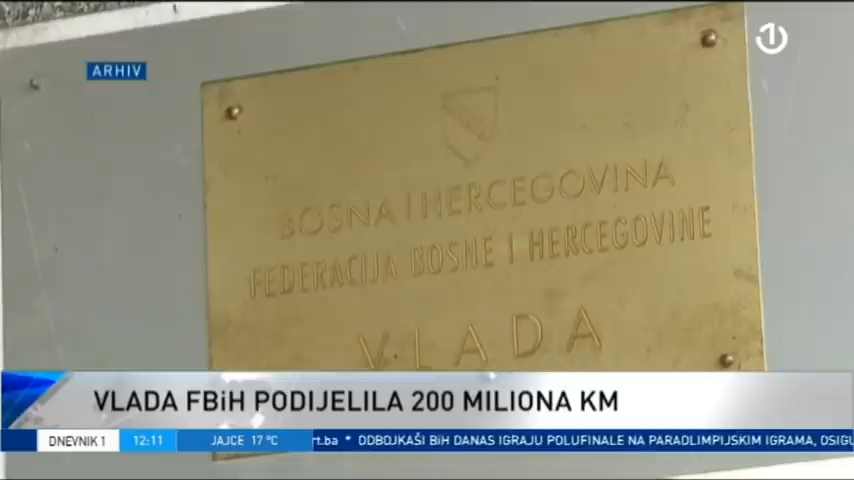 ARHIV
1
BOSNA I HERCEGOVINA
FEDERACIJA BOSNE I HERCEGOVINE
VLADA
VLADA FBiH PODIJELILA 200 MILIONA KM
DNEVNIK 1 12:11 JAJCE 17 °C rt.ba * ODBOJKAŠI BiH DANAS IGRAJU POLUFINALE NA PARAOLIMPIJSKIM IGRAMA, OSIGU